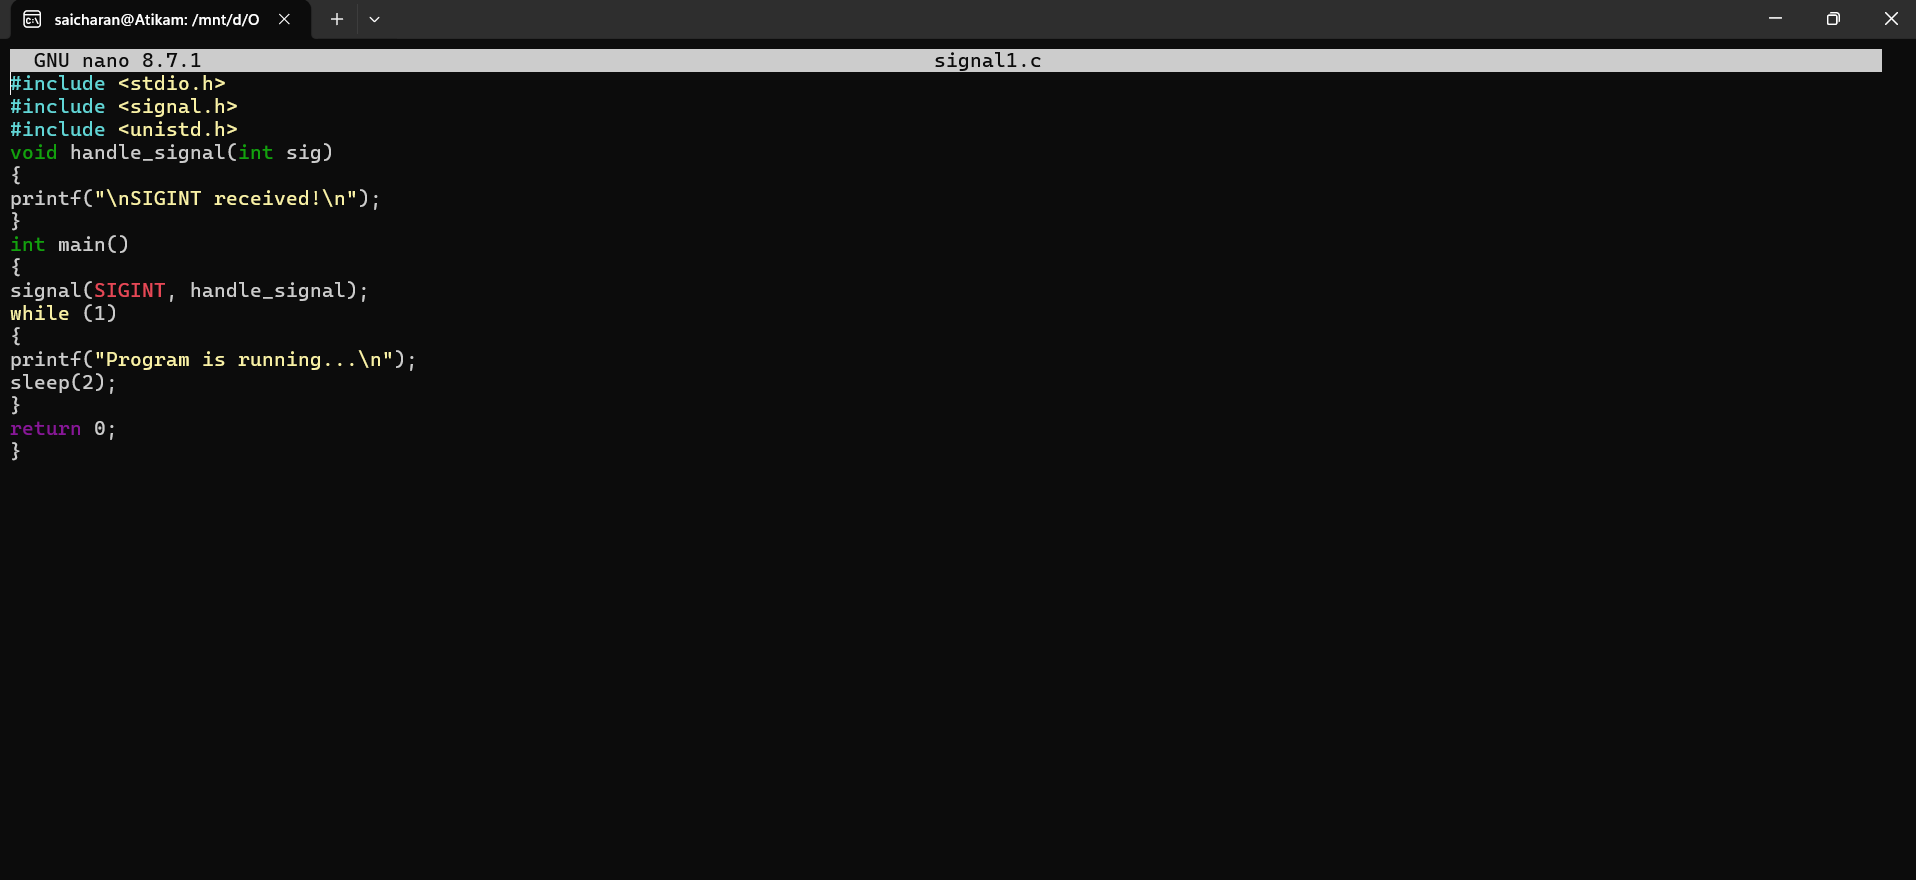 saicharan@Atikam: /mnt/d/O
GNU nano 8.7.1 signal1.c
#include <stdio.h>
#include <signal.h>
#include <unistd.h>
void handle_signal(int sig)
{
printf("\nSIGINT received!\n");
}
int main()
{
signal(SIGINT, handle_signal);
while (1)
{
printf("Program is running...\n");
sleep(2);
}
return 0;
}